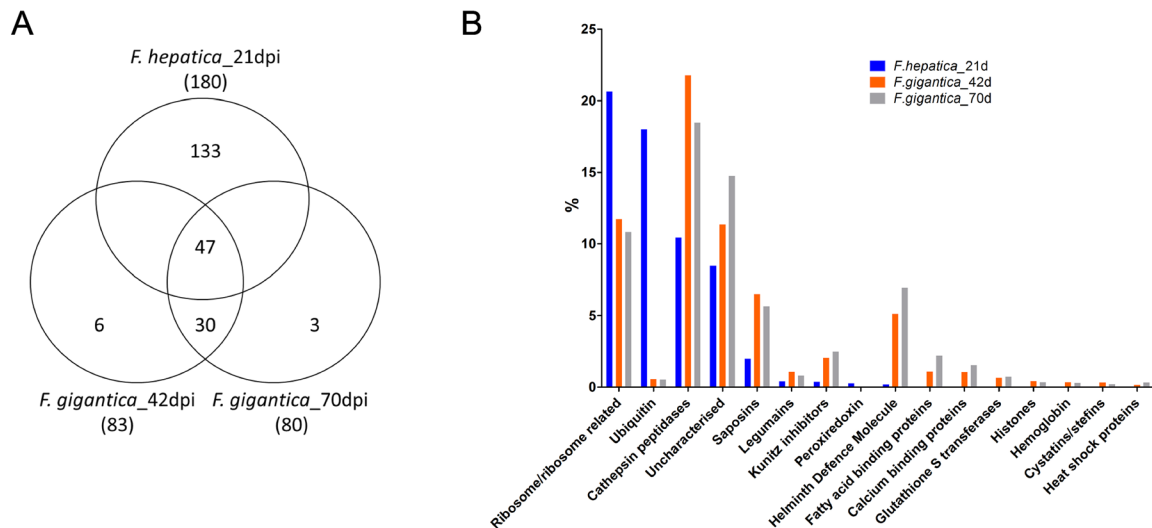 A
F. hepatica_21dpi
(180)
133
47
6
30
3
F. gigantica_42dpi
(83)
F. gigantica_70dpi
(80)
B
25
20
15
10
5
0
%
F.hepatica_21d
F.gigantica_42d
F.gigantica_70d
Ribosome/ribosome related
Ubiquitin
Cathepsin peptidases
Uncharacterised
Saposins
Legumains
Kunitz inhibitors
Peroxiredoxin
Helminth Defence Molecule
Fatty acid binding proteins
Calcium binding proteins
Glutathione S transferases
Histones
Hemoglobin
Cystatins/stefins
Heat shock proteins